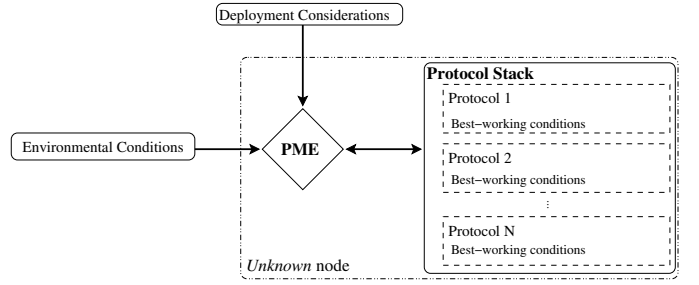 Deployment Considerations
Protocol Stack
Protocol 1
Best−working conditions
Environmental Conditions
PME
Protocol 2
Best−working conditions
...
Protocol N
Best−working conditions
Unknown node